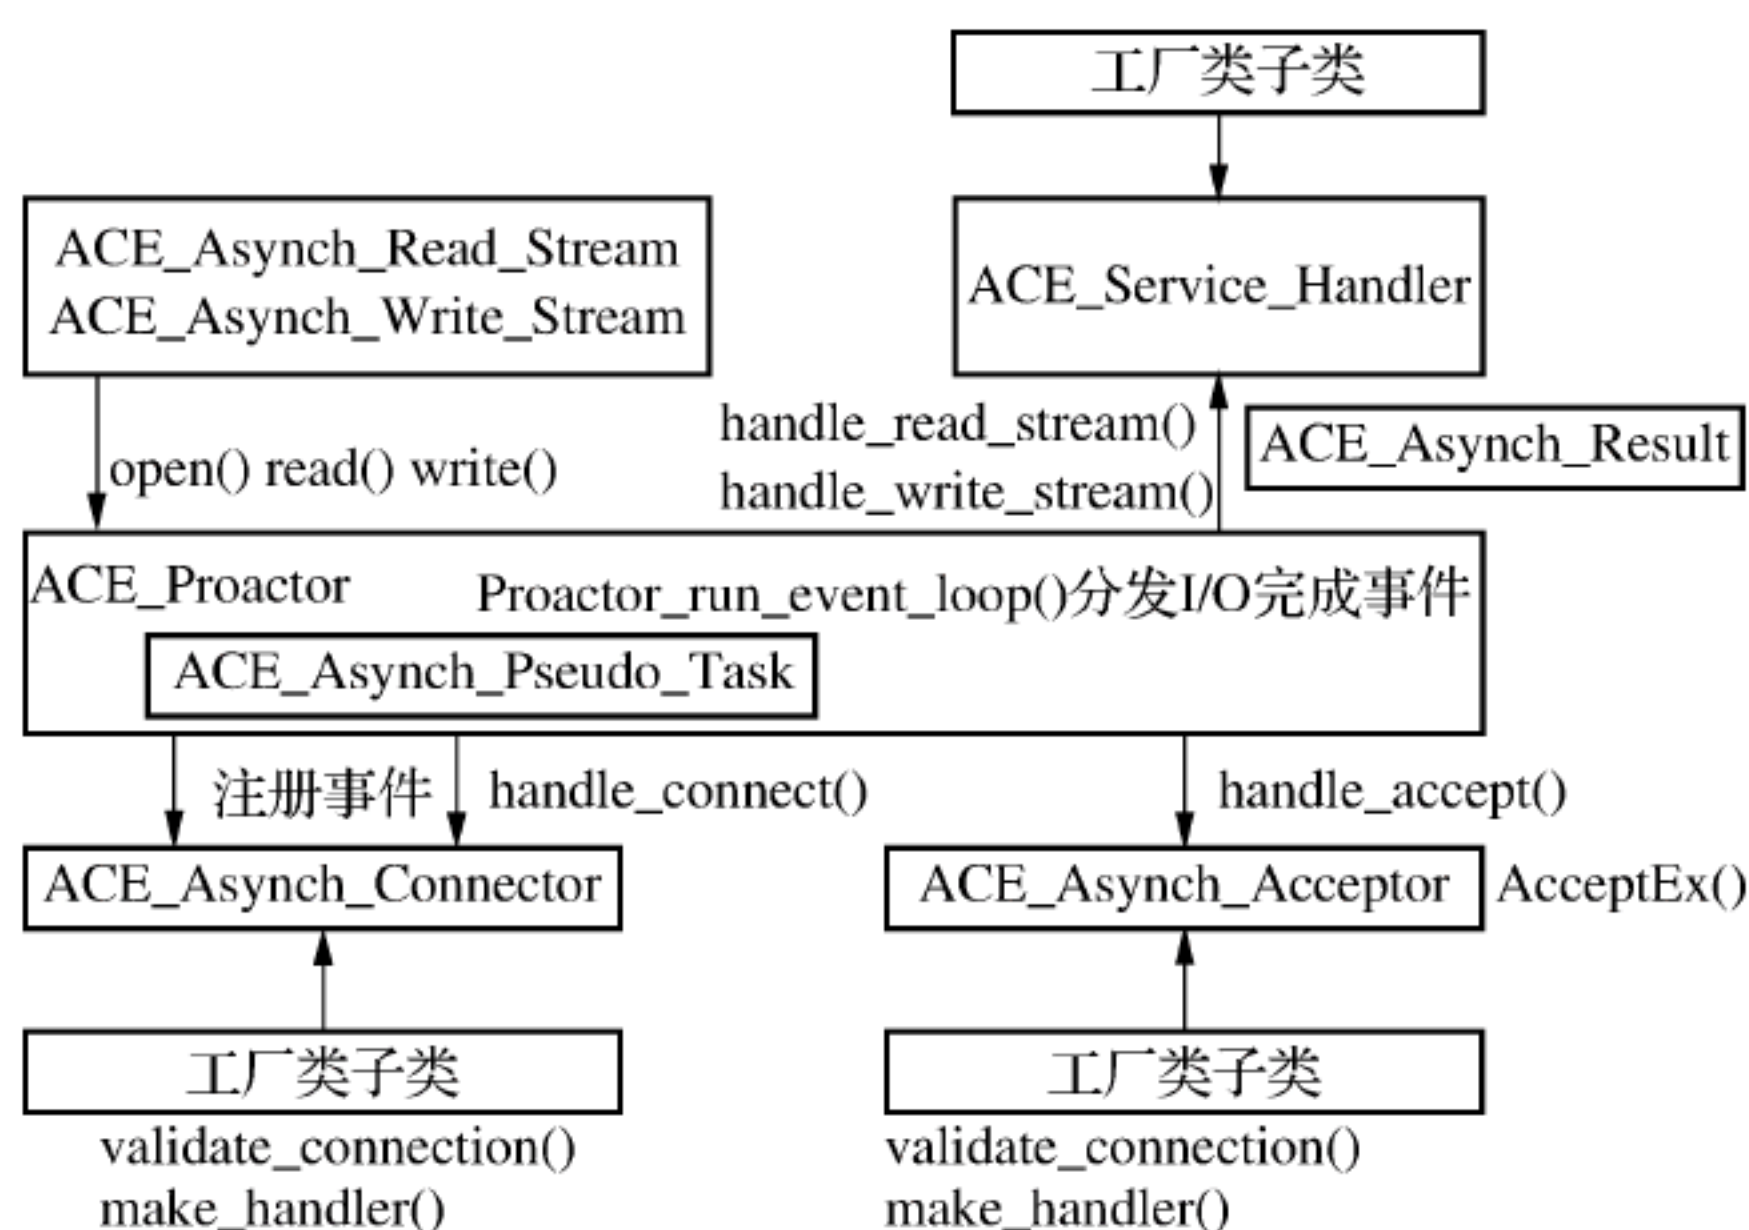 工厂类子类
ACE_Asynch_Read_Stream
ACE_Asynch_Write_Stream
ACE_Service_Handler
open() read() write()
handle_read_stream()
handle_write_stream()
ACE_Asynch_Result
ACE_Proactor
Proactor_run_event_loop()分发I/O完成事件
ACE_Asynch_Pseudo_Task
注册事件
handle_connect()
handle_accept()
ACE_Asynch_Connector
ACE_Asynch_Acceptor
AcceptEx()
工厂类子类
validate_connection()
make_handler()
工厂类子类
validate_connection()
make_handler()